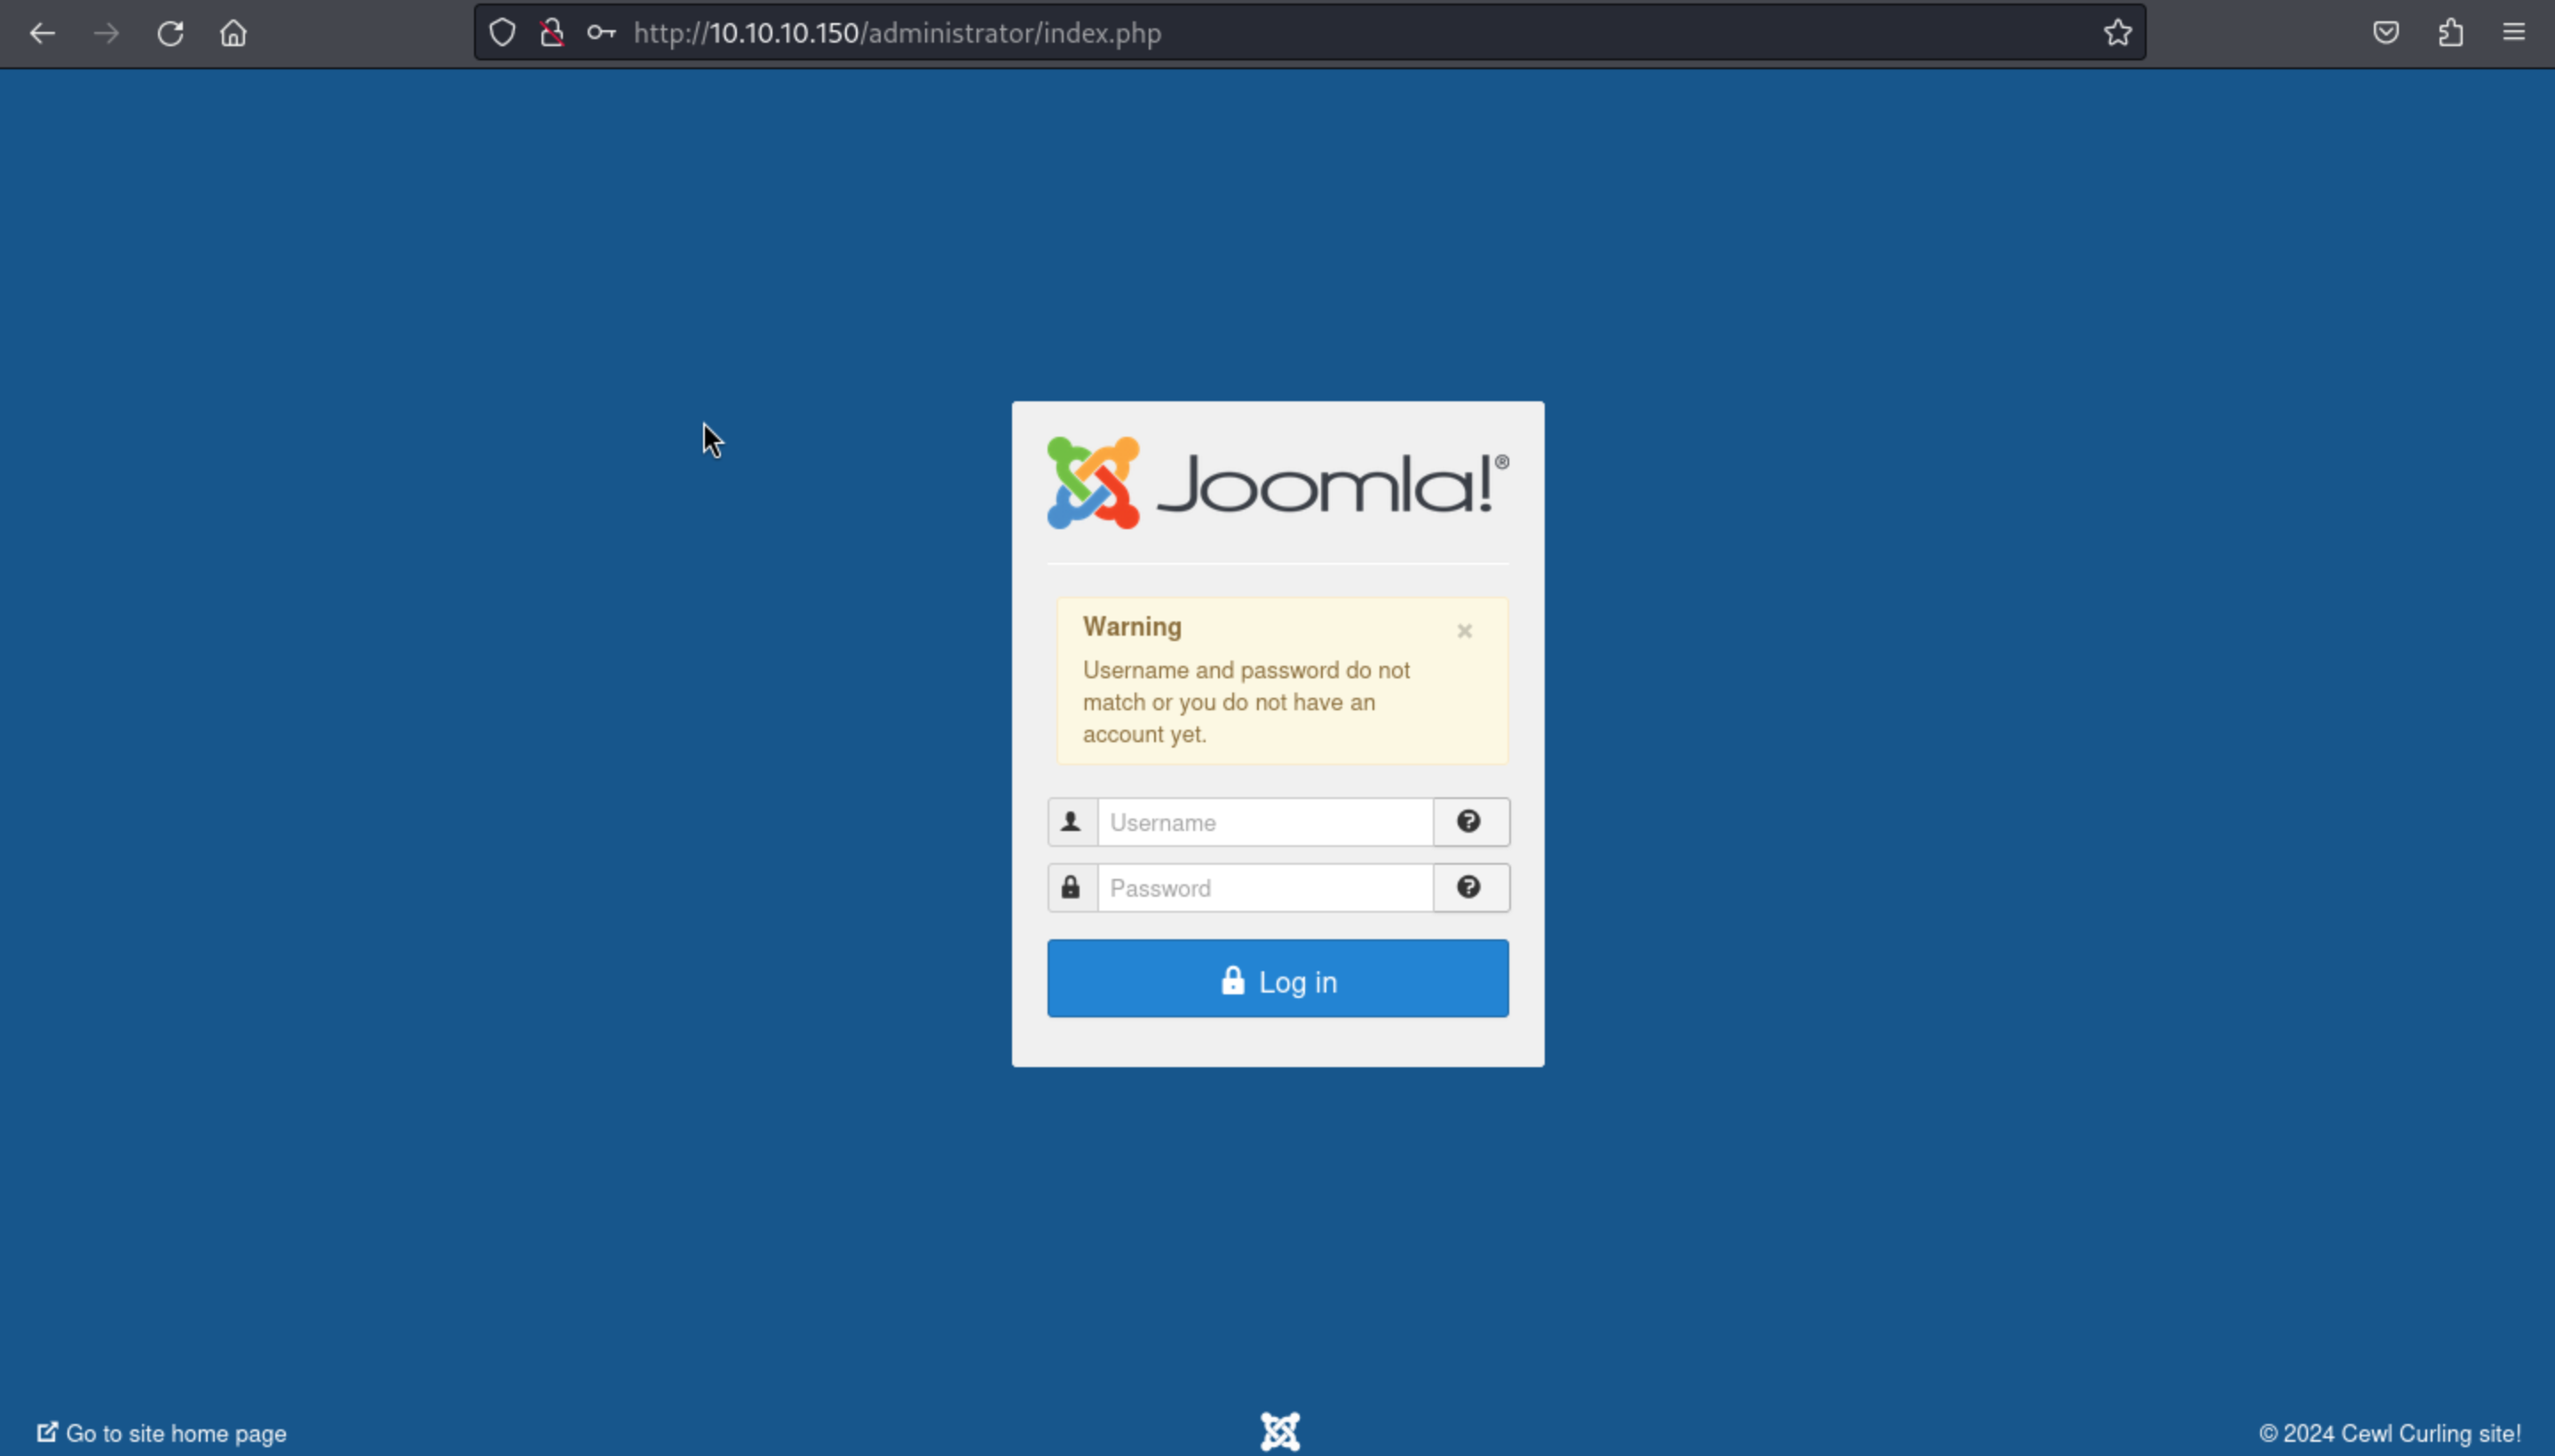 http://10.10.10.150/administrator/index.php
Joomla!®
Warning
×
Username and password do not
match or you do not have an
account yet.
Username
Password
Log in
Go to site home page
© 2024 Cewl Curling site!